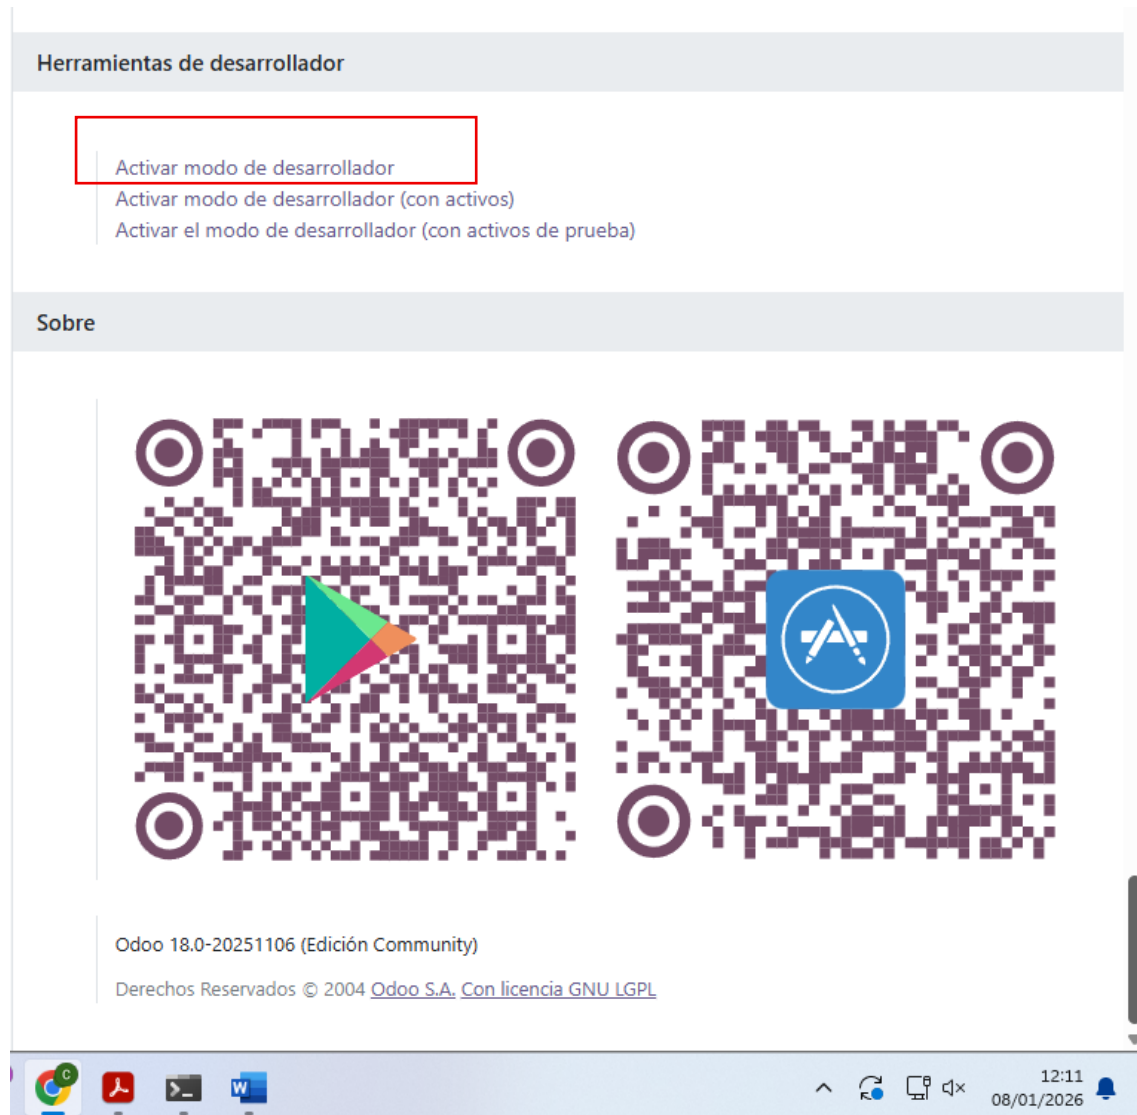 Herramientas de desarrollador
Activar modo de desarrollador
Activar modo de desarrollador (con activos)
Activar el modo de desarrollador (con activos de prueba)
Sobre
Odoo 18.0-20251106 (Edición Community)
Derechos Reservados © 2004 Odoo S.A. Con licencia GNU LGPL
C
W
12:11
08/01/2026